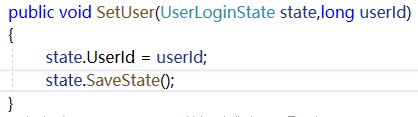 public void SetUser(UserLoginState state,long userId)
{
state.UserId = userId;
state.SaveState();
}